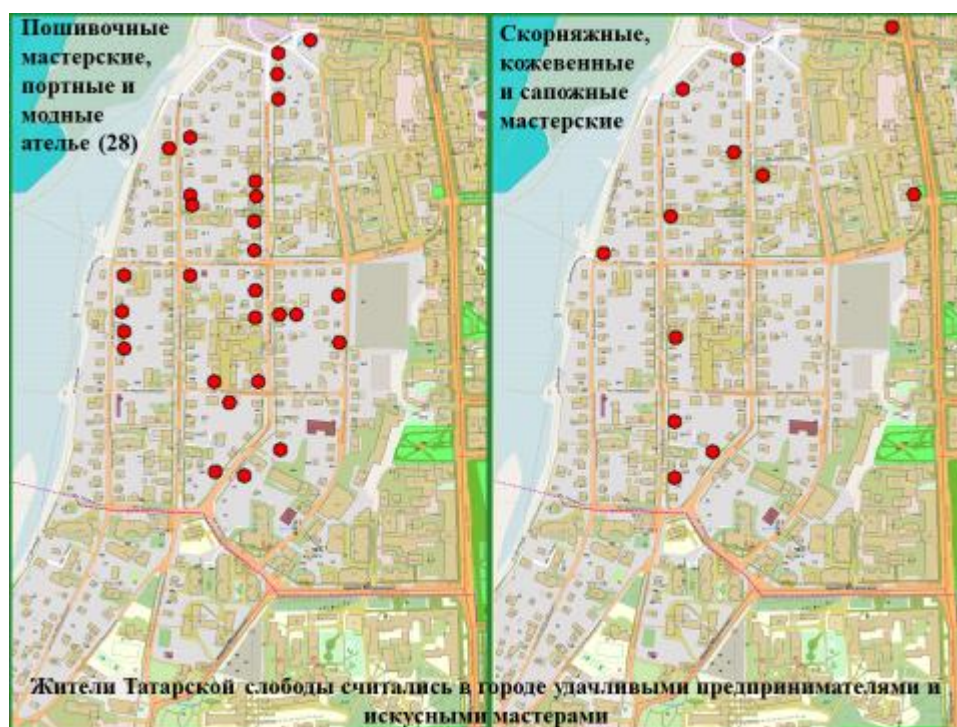 Пошивочные
мастерские,
портные и
модные
ателье (28)
Скорняжные,
кожевенные
и сапожные
мастерские
Жители Татарской слободы считались в городе удачливыми предпринимателями и
искусными мастерами